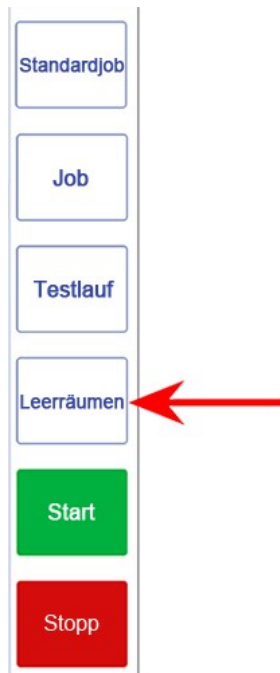 Standardjob
Job
Testlauf
Leerräumen
Start
Stopp